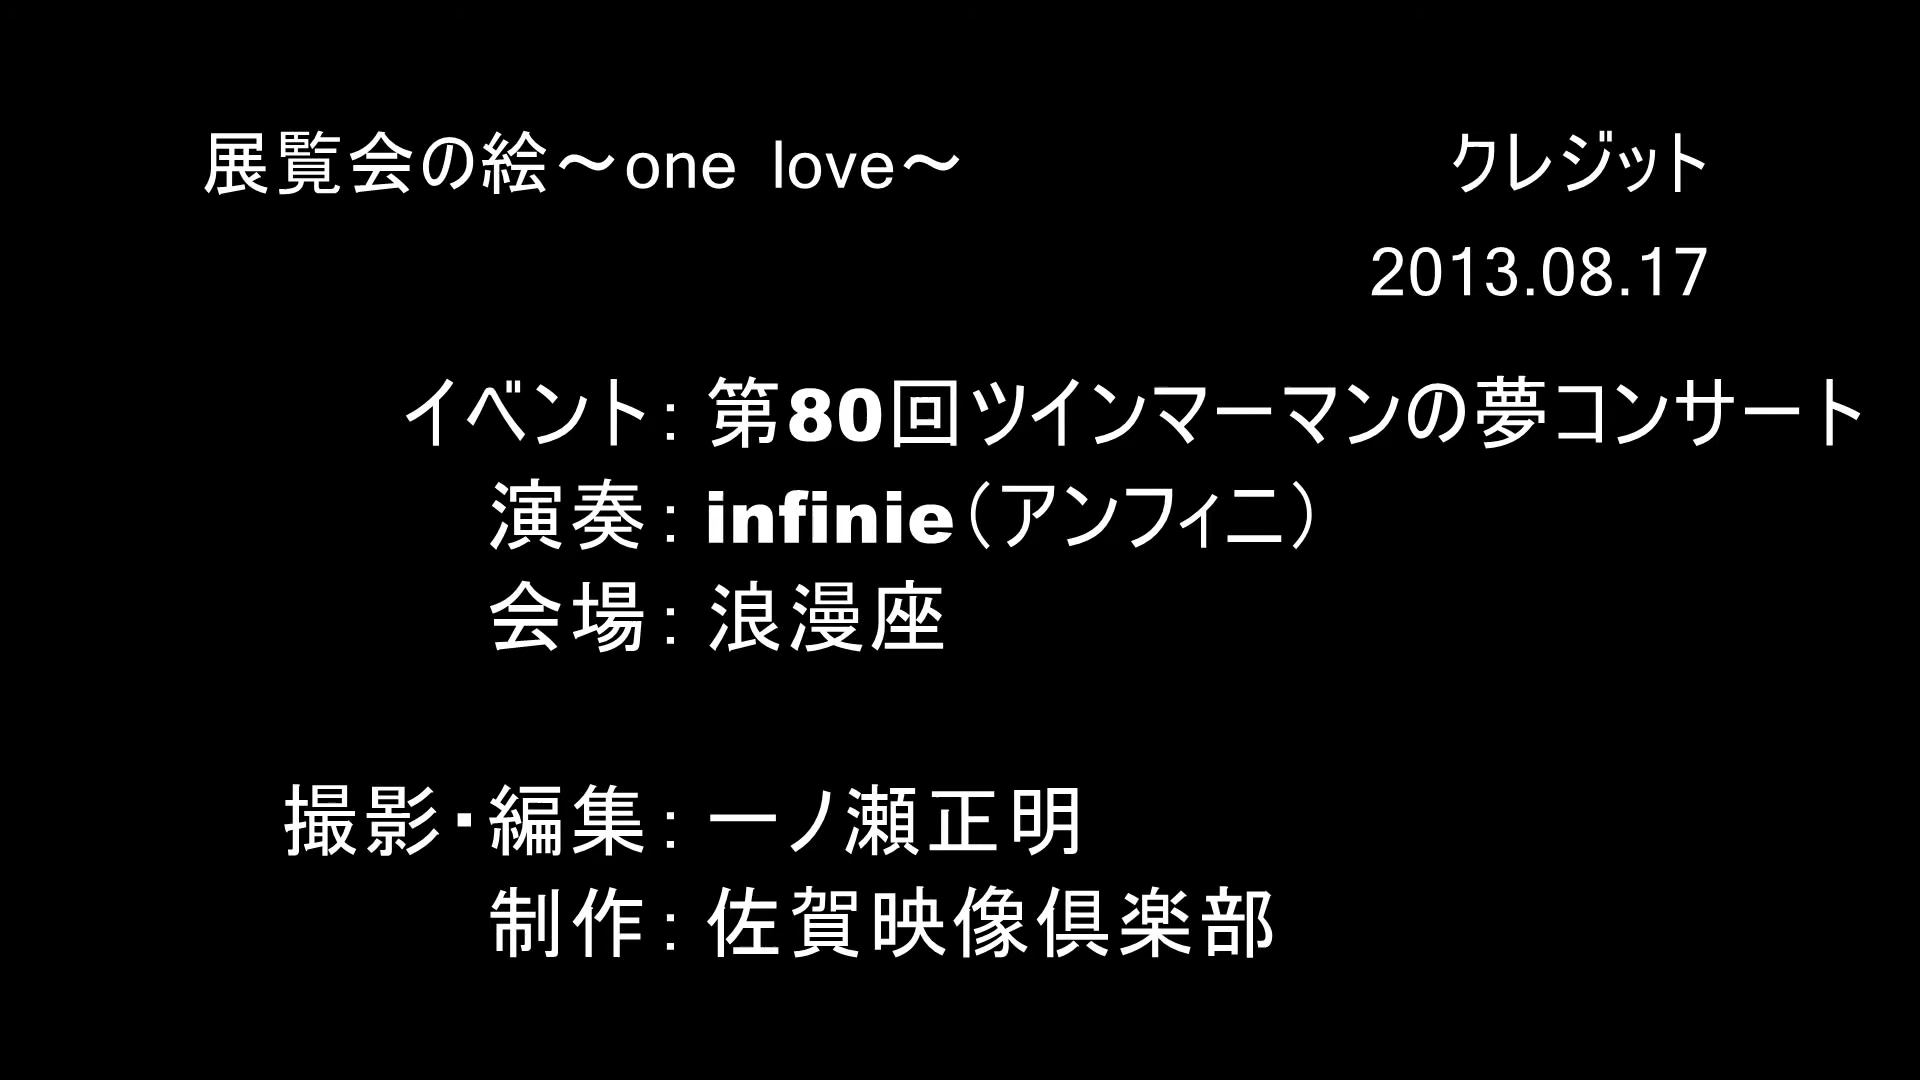 展覧会の絵～one love～
クレジット
2013.08.17
イベント：第80回ツインマーマンの夢コンサート
演奏：infinie（アンフィニ）
会場：浪漫座
撮影・編集：一ノ瀬正明
制作：佐賀映像倶楽部